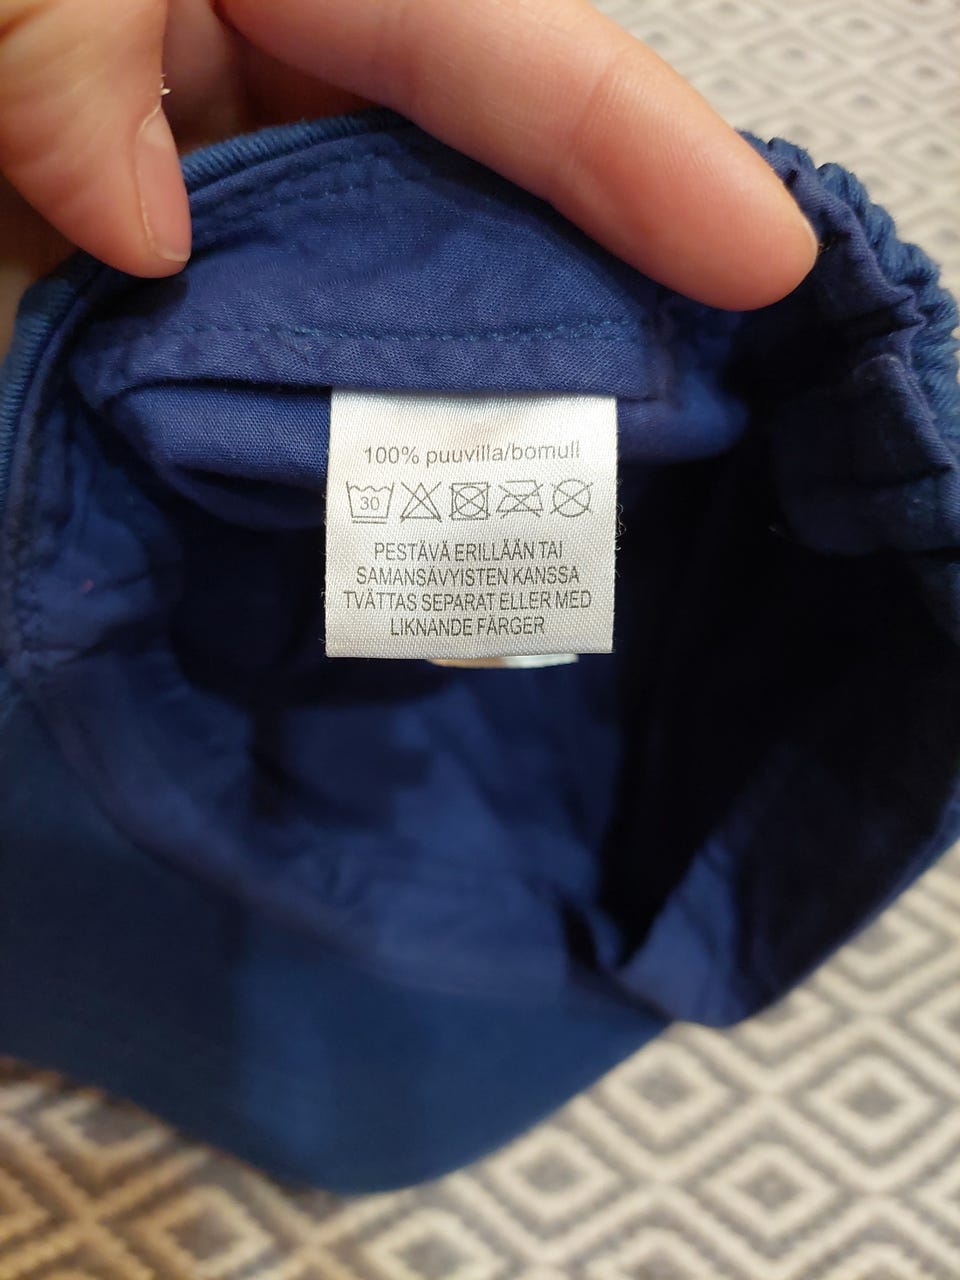 100% puuvilla/bomull
30
PESTÄVÄ ERILLÄÄN TAI
SAMANSÄVYISTEN KANSSA
TVÄTTAS SEPARAT ELLER MED
LIKNANDE FÄRGER